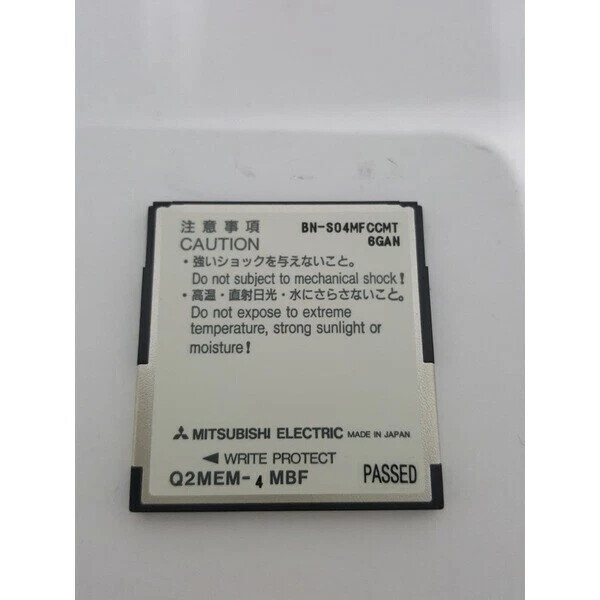 注意事項 BN-S04MFCCMT
CAUTION 6GAN
・強いショックを与えないこと。
Do not subject to mechanical shock!
・高温・直射日光・水にさらさないこと。
Do not expose to extreme
temperature, strong sunlight or
moisture!
MITSUBISHI ELECTRIC MADE IN JAPAN
◀ WRITE PROTECT
Q2MEM-4MBF PASSED